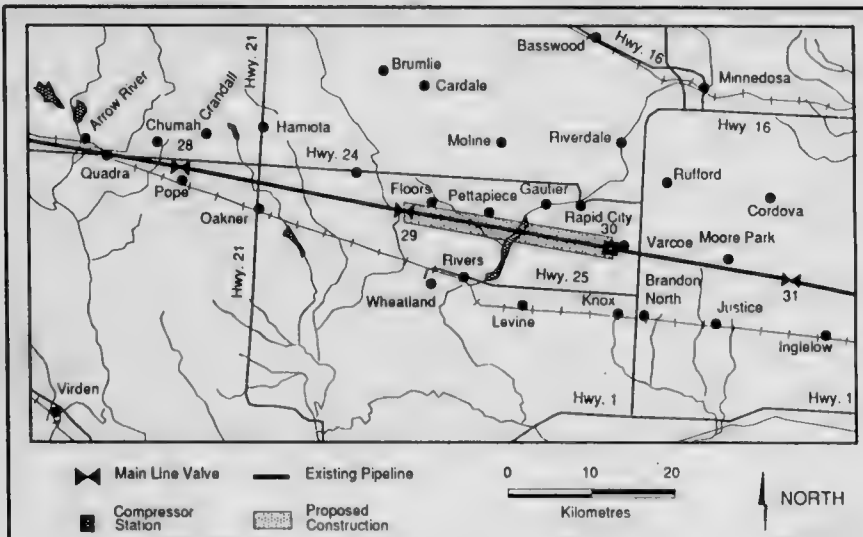 Basswood
Hwy. 16
Minnedosa
Brumlie
Cardale
Hwy. 21
Arrow River
Chumah
Crandall
Hamiota
Moline
Riverdale
Hwy 16
28
Hwy. 24
Quadra
Pope
Floors
Pettapiece
Gautier
Rufford
Oakner
Rapid City
Cordova
29
30
Varcoe
Moore Park
Hwy. 21
Rivers
Hwy. 25
Brandon
North
31
Wheatland
Levine
Knox
Justice
Inglelow
Virden
Hwy. 1
Hwy. 1
Main Line Valve
Existing Pipeline
0 10 20
Kilometres
NORTH
Compressor
Station
Proposed
Construction